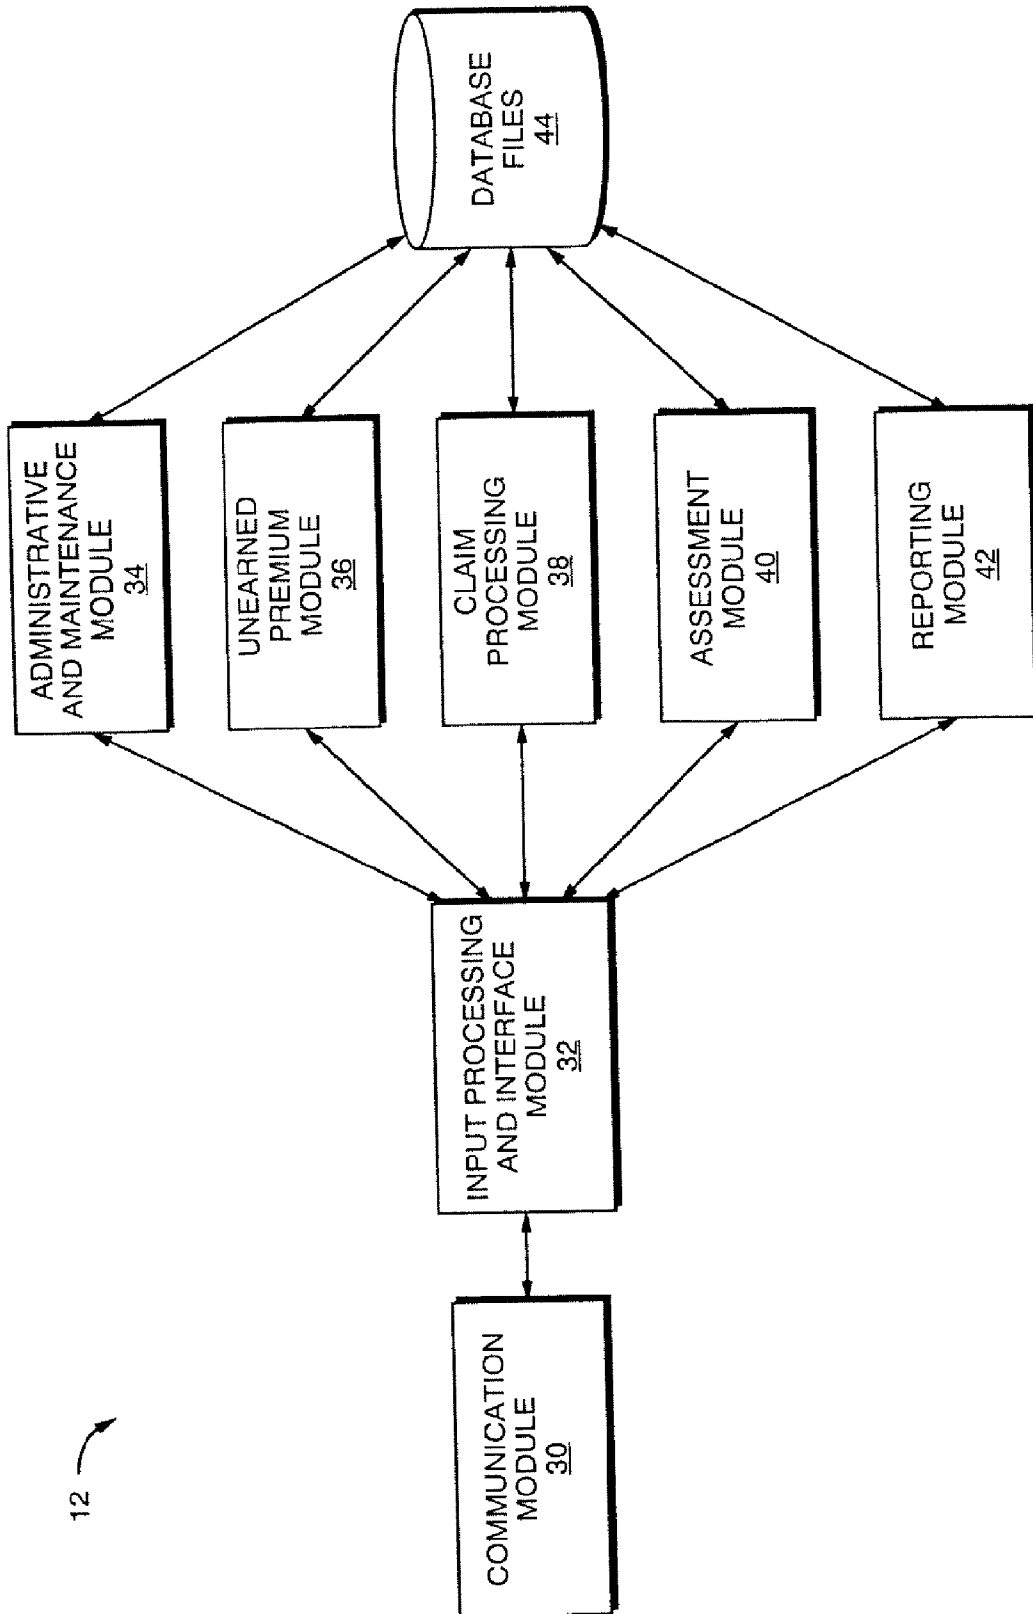 12
COMMUNICATION
MODULE
30
INPUT PROCESSING
AND INTERFACE
MODULE
32
ADMINISTRATIVE
AND MAINTENANCE
MODULE
34
UNEARNED
PREMIUM
MODULE
36
CLAIM
PROCESSING
MODULE
38
ASSESSMENT
MODULE
40
REPORTING
MODULE
42
DATABASE
FILES
44